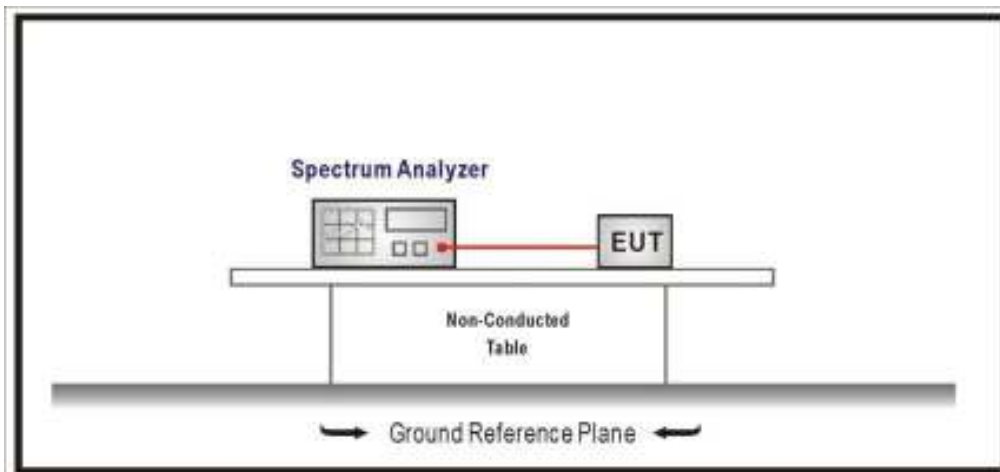 Spectrum Analyzer
EUT
Non-Conducted
Table
Ground Reference Plane